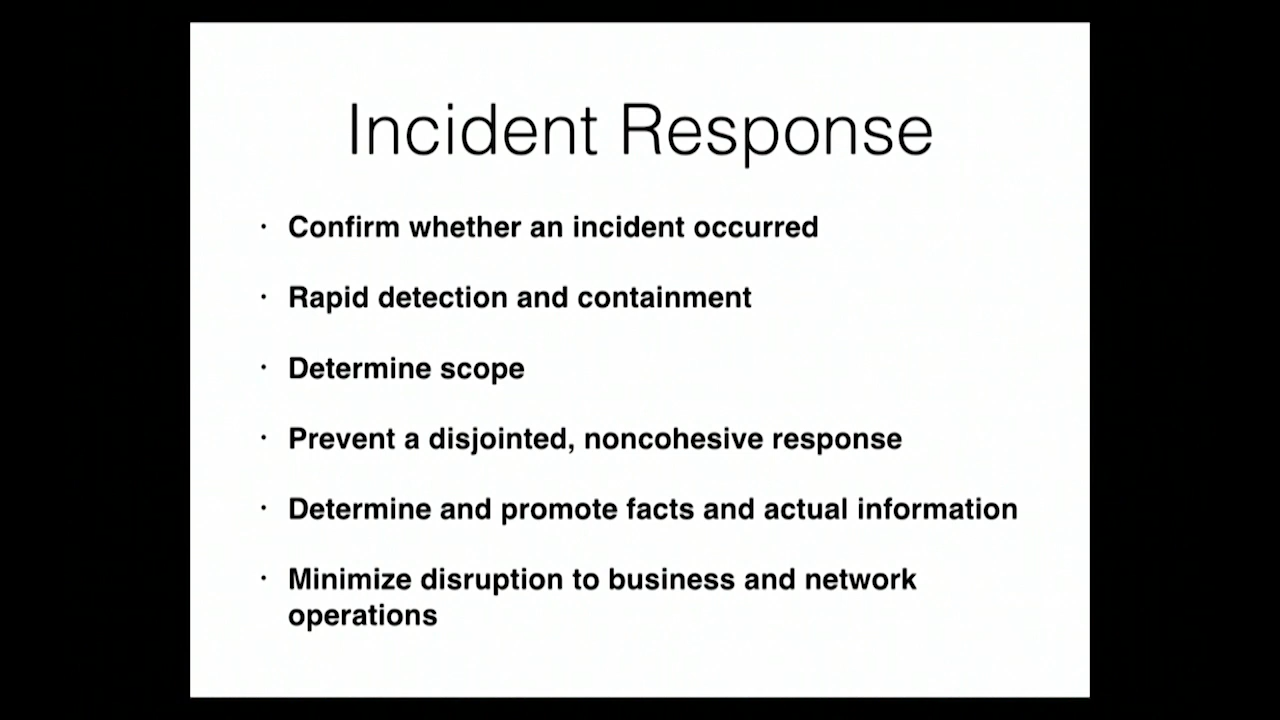 Incident Response
· Confirm whether an incident occurred
· Rapid detection and containment
· Determine scope
· Prevent a disjointed, noncohesive response
· Determine and promote facts and actual information
· Minimize disruption to business and network
operations